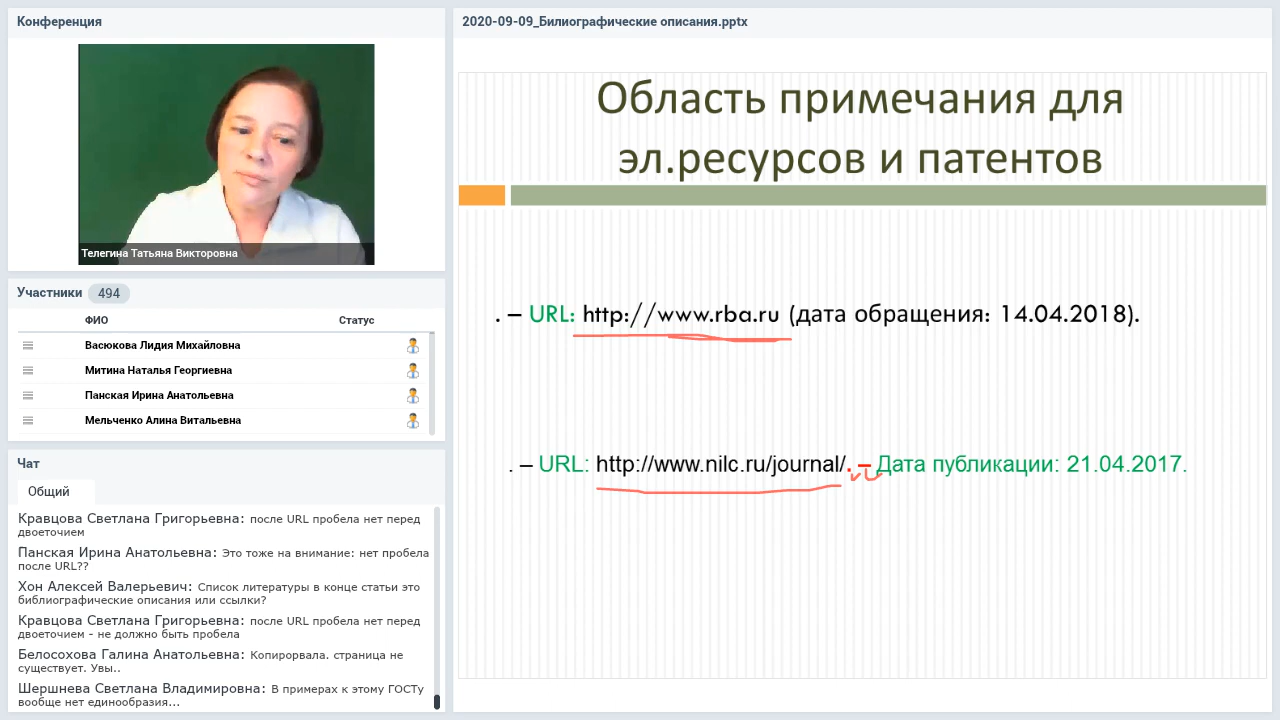 Конференция
Телегина Татьяна Викторовна
Участники 494
ФИО Статус
Васюкова Лидия Михайловна
Митина Наталья Георгиевна
Панская Ирина Анатольевна
Мельченко Алина Витальевна
Чат
Общий
Кравцова Светлана Григорьевна: после URL пробела нет перед
двоеточием
Панская Ирина Анатольевна: Это тоже на внимание: нет пробела
после URL??
Хон Алексей Валерьевич: Список литературы в конце статьи это
библиографические описания или ссылки?
Кравцова Светлана Григорьевна: после URL пробела нет перед
двоеточием - не должно быть пробела
Белосохова Галина Анатольевна: Копирорвала. страница не
существует. Увы..
Шершнева Светлана Владимировна: В примерах к этому ГОСТу
вообще нет единообразия...
2020-09-09_Билиографические описания.pptx
Область примечания для
эл.ресурсов и патентов
. – URL: http://www.rba.ru (дата обращения: 14.04.2018).
. – URL: http://www.nilc.ru/journal/. – Дата публикации: 21.04.2017.